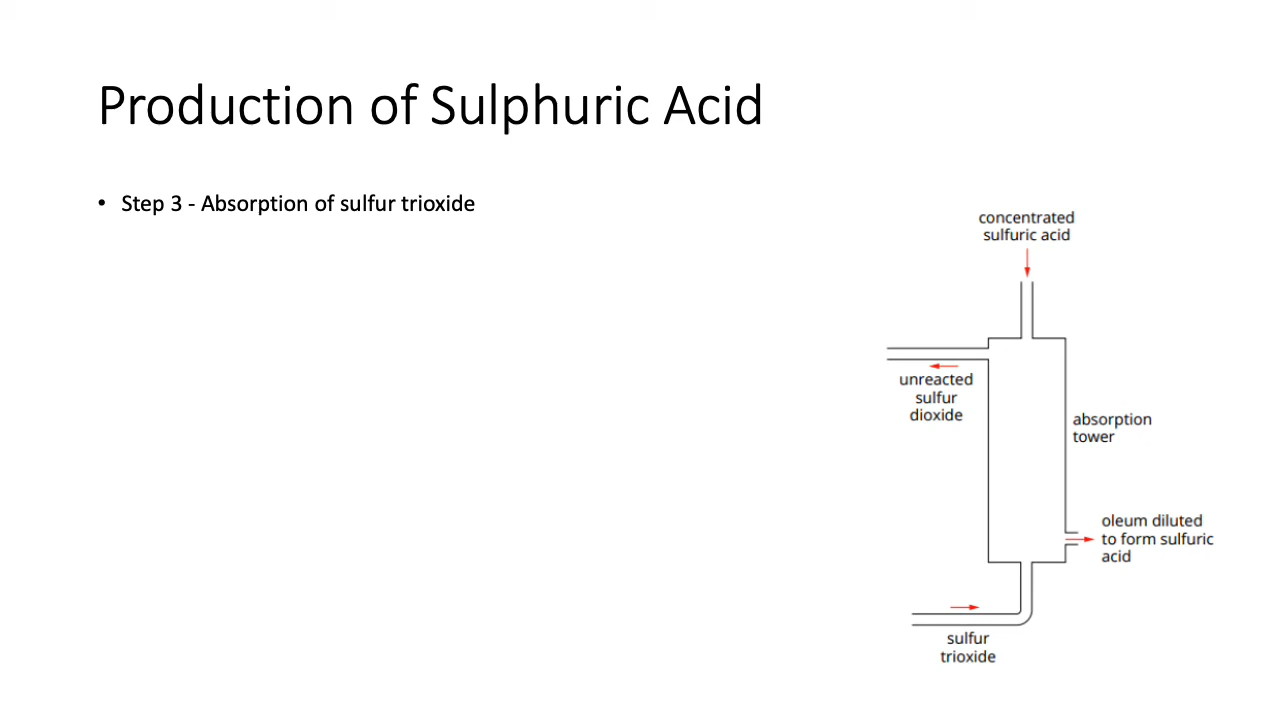 Production of Sulphuric Acid
• Step 3 - Absorption of sulfur trioxide
concentrated
sulfuric acid
unreacted
sulfur
dioxide
absorption
tower
oleum diluted
to form sulfuric
acid
sulfur
trioxide